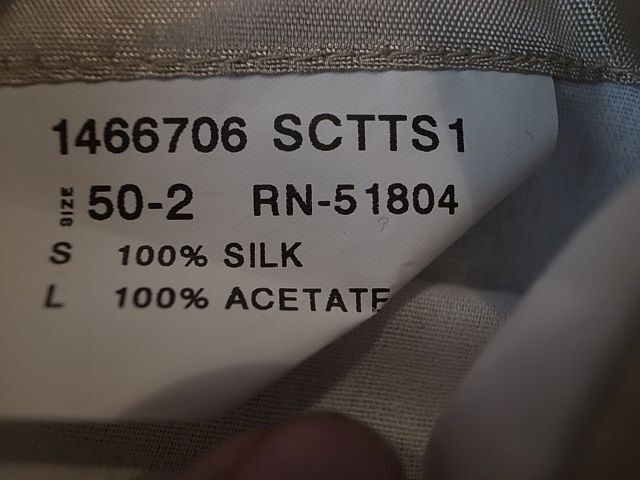 1466706 SCTTS1
SIZE 50-2 RN-51804
S 100% SILK
L 100% ACETATE